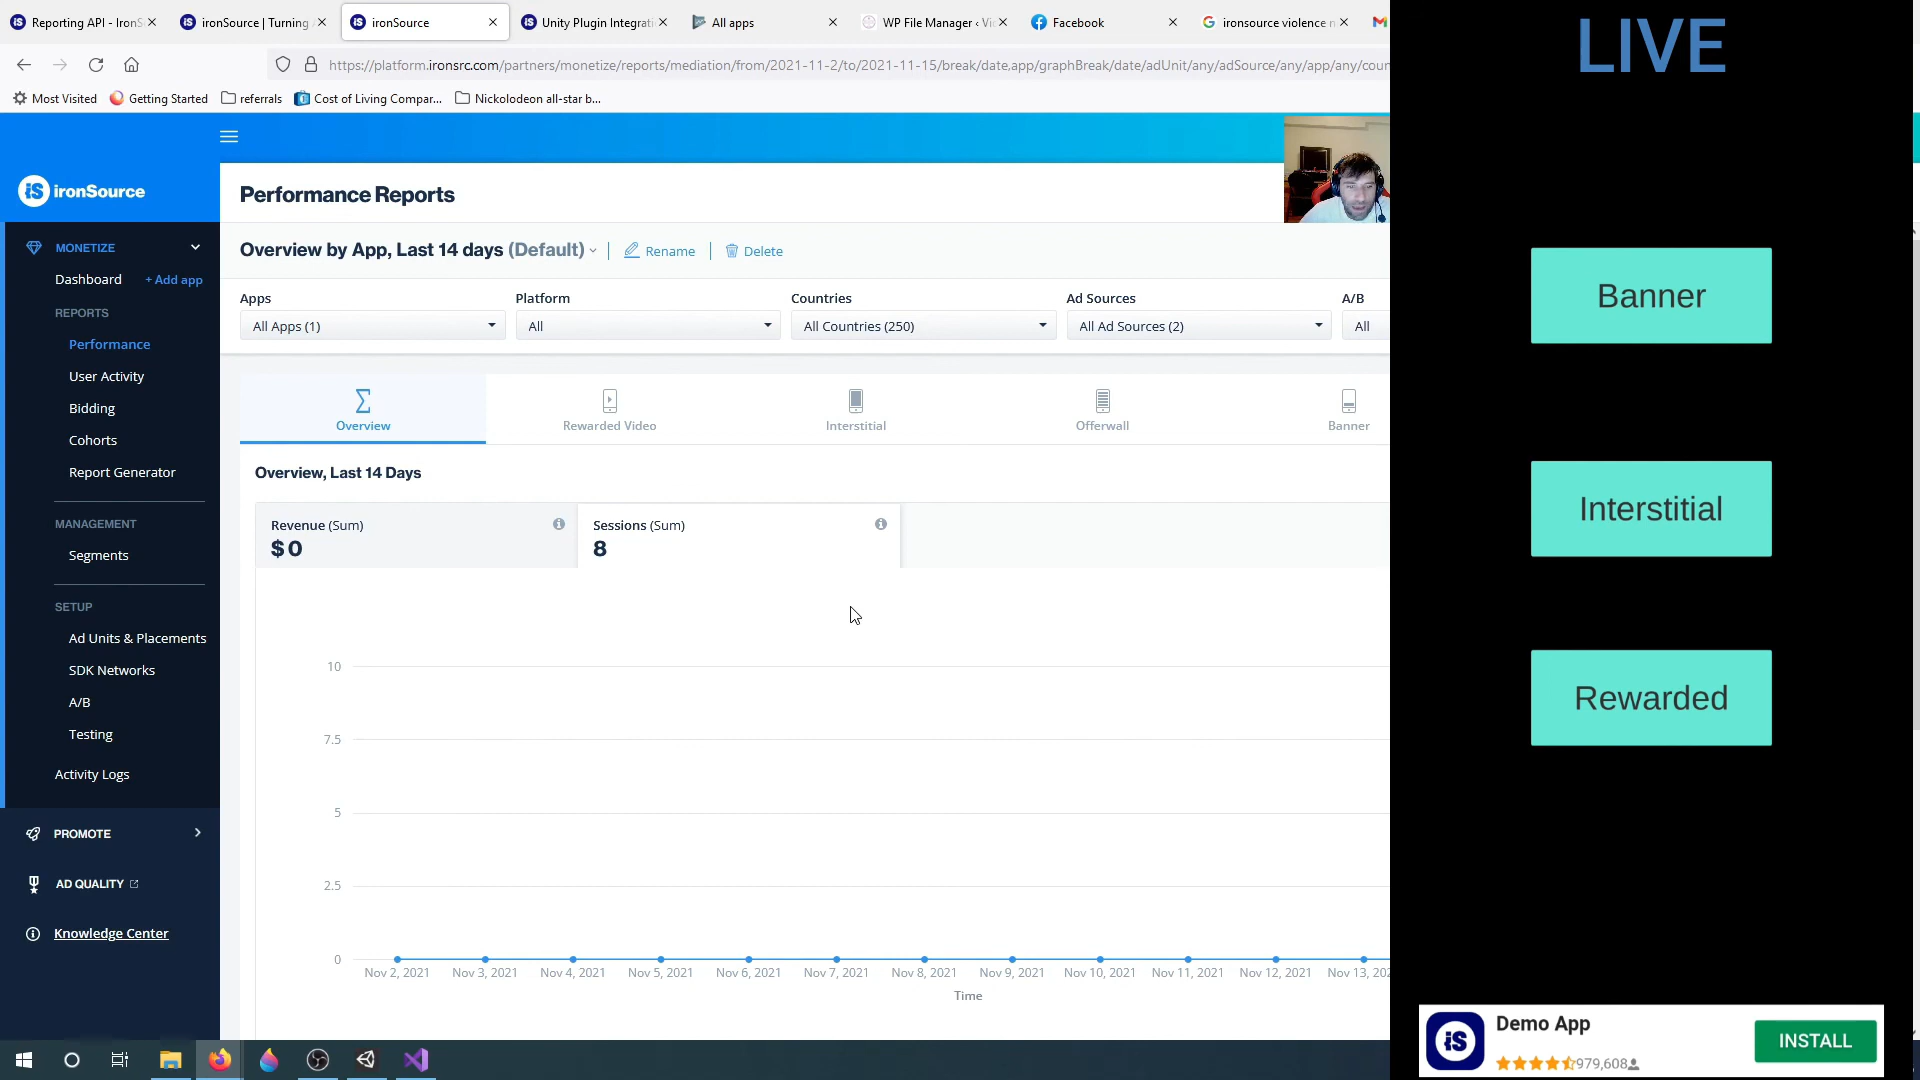 Reporting API - IronS
ironSource | Turning
ironSource
Unity Plugin Integrati
All apps
WP File Manager ‹ Vi
Facebook
ironsource violence n
https://platform.ironsrc.com/partners/monetize/reports/mediation/from/2021-11-2/to/2021-11-15/break/date,app/graphBreak/date/adUnit/any/adSource/any/app/any/coun
Most Visited
Getting Started
referrals
Cost of Living Compar...
Nickolodeon all-star b...
iS ironSource
MONETIZE
Dashboard + Add app
REPORTS
Performance
User Activity
Bidding
Cohorts
Report Generator
MANAGEMENT
Segments
SETUP
Ad Units & Placements
SDK Networks
A/B
Testing
Activity Logs
PROMOTE
AD QUALITY
Knowledge Center
Performance Reports
Overview by App, Last 14 days (Default) Rename Delete
Apps Platform Countries Ad Sources A/B
All Apps (1) All All Countries (250) All Ad Sources (2) All
Overview Rewarded Video Interstitial Offerwall Banner
Overview, Last 14 Days
Revenue (Sum) Sessions (Sum)
$0 8
10
7.5
5
2.5
0
Nov 2, 2021 Nov 3, 2021 Nov 4, 2021 Nov 5, 2021 Nov 6, 2021 Nov 7, 2021 Nov 8, 2021 Nov 9, 2021 Nov 10, 2021 Nov 11, 2021 Nov 12, 2021 Nov 13, 202
Time
LIVE
Banner
Interstitial
Rewarded
iS
Demo App
979,608
INSTALL